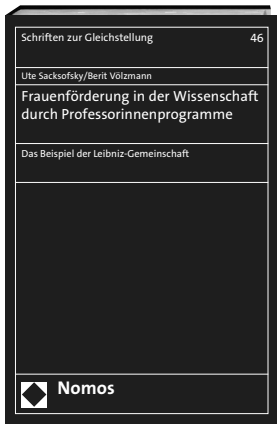 Schriften zur Gleichstellung 46
Ute Sacksofsky/Berit Völzmann
Frauenförderung in der Wissenschaft
durch Professorinnenprogramme
Das Beispiel der Leibniz-Gemeinschaft
Nomos